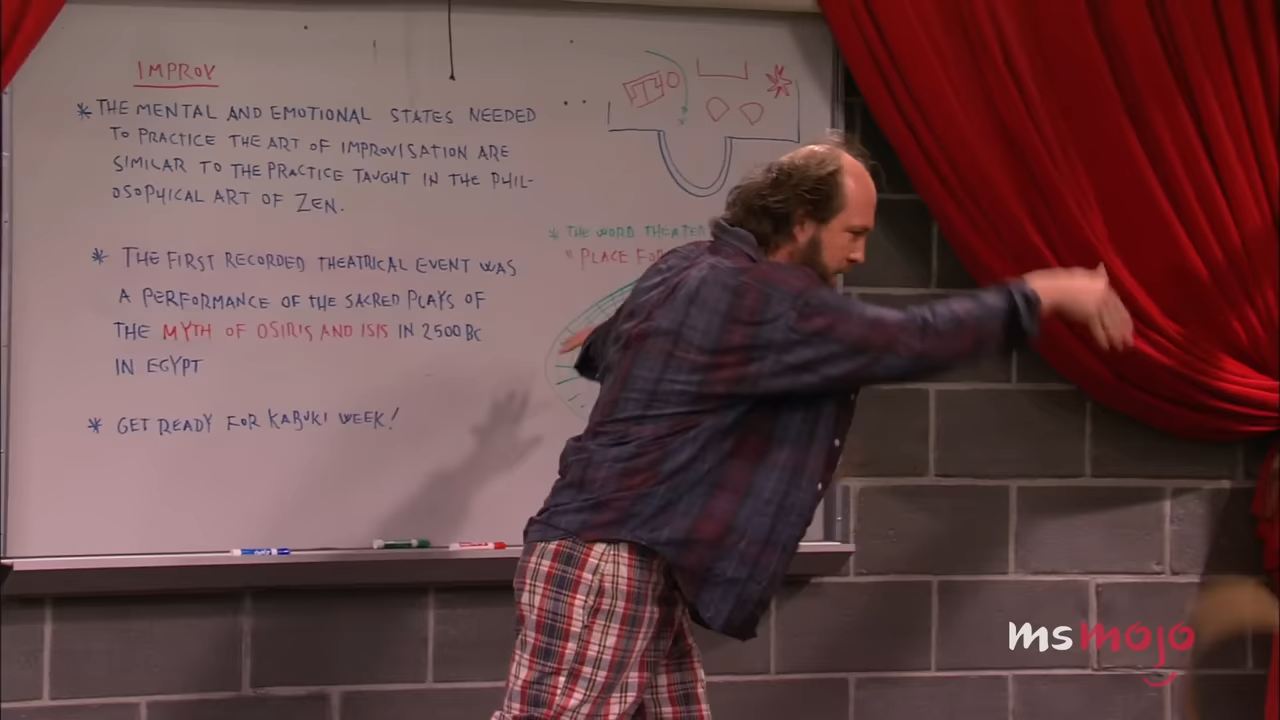 IMPROV
* THE MENTAL AND EMOTIONAL STATES NEEDED
TO PRACTICE THE ART OF IMPROVISATION ARE
SIMILAR TO THE PRACTICE TAUGHT IN THE PHIL-
OSOPHICAL ART OF ZEN.
* THE FIRST RECORDED THEATRICAL EVENT WAS
A PERFORMANCE OF THE SACRED PLAYS OF
THE MYTH OF OSIRIS AND ISIS IN 2500 BC
IN EGYPT
* GET READY FOR KABUKI WEEK!
* THE WORD THEATER
"PLACE FOR
msmojo